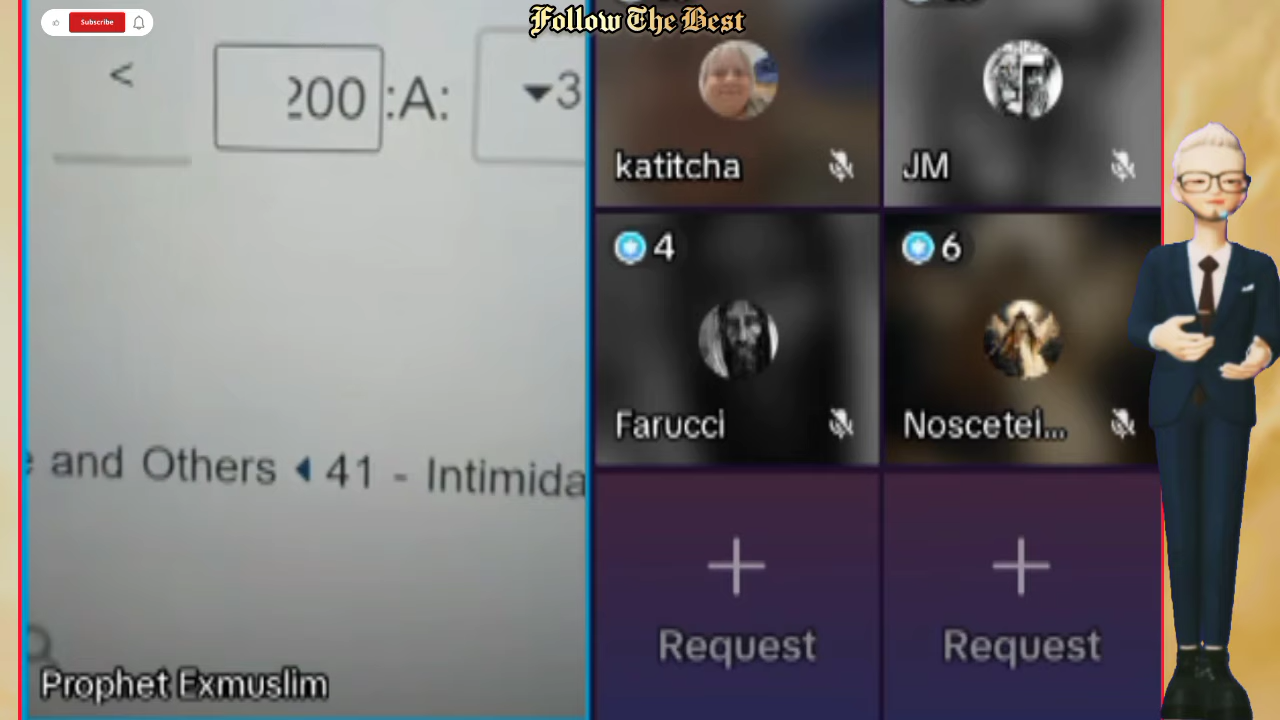 Subscribe
Follow The Best
<
200 :A: ▾3
and Others ◂ 41 - Intimida
Prophet Exmuslim
katitcha
JM
4
Farucci
6
Noscetei...
+
Request
+
Request